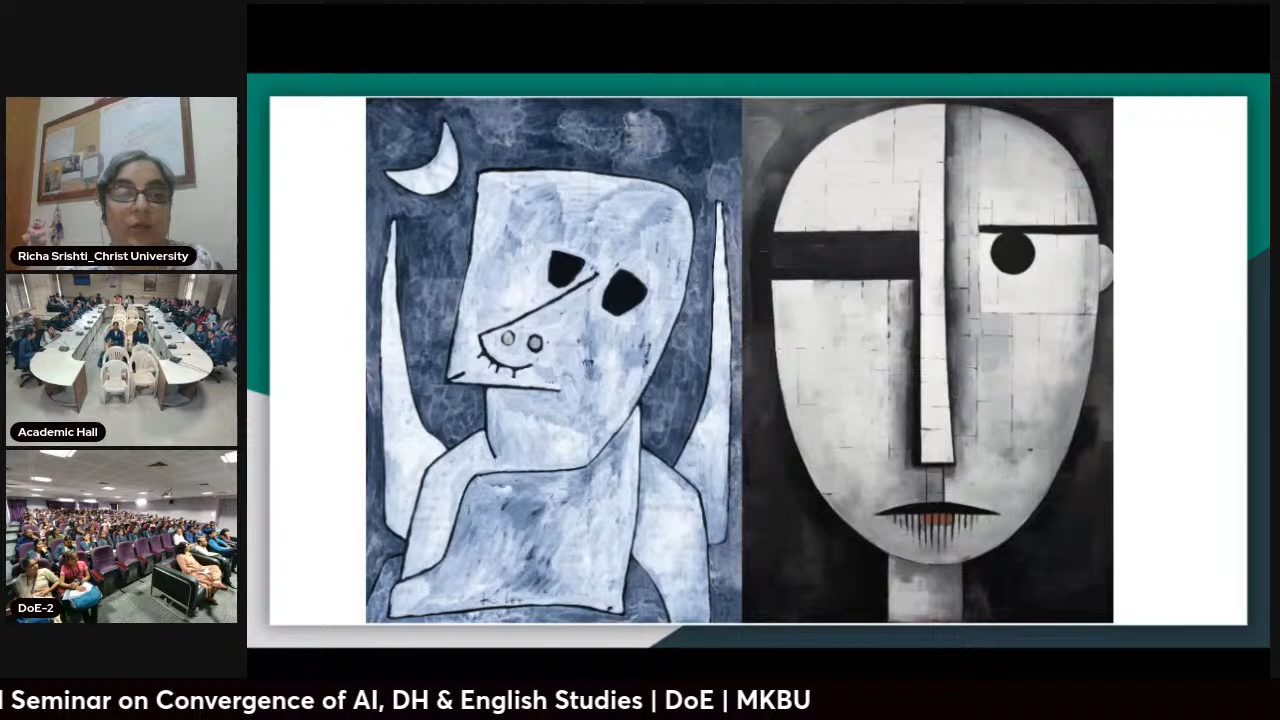 Richa Srishti_Christ University
Academic Hall
DoE-2
Seminar on Convergence of AI, DH & English Studies | DoE | MKBU